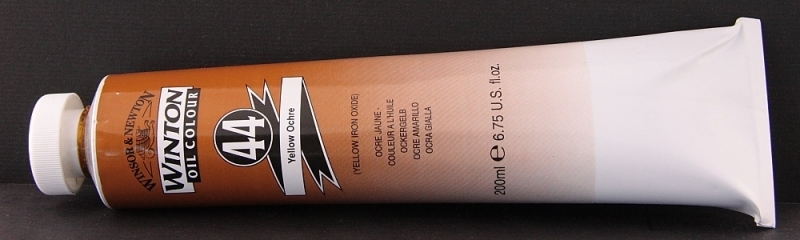 WINSOR & NEWTON
WINTON
OIL COLOUR
44
Yellow Ochre
(YELLOW IRON OXIDE)
OCRE JAUNE -
COULEUR A L'HUILE
OCKERGELB
OCRE AMARILLO
OCRA GIALLA
200ml ℮ 6.75 U.S. fl.oz.